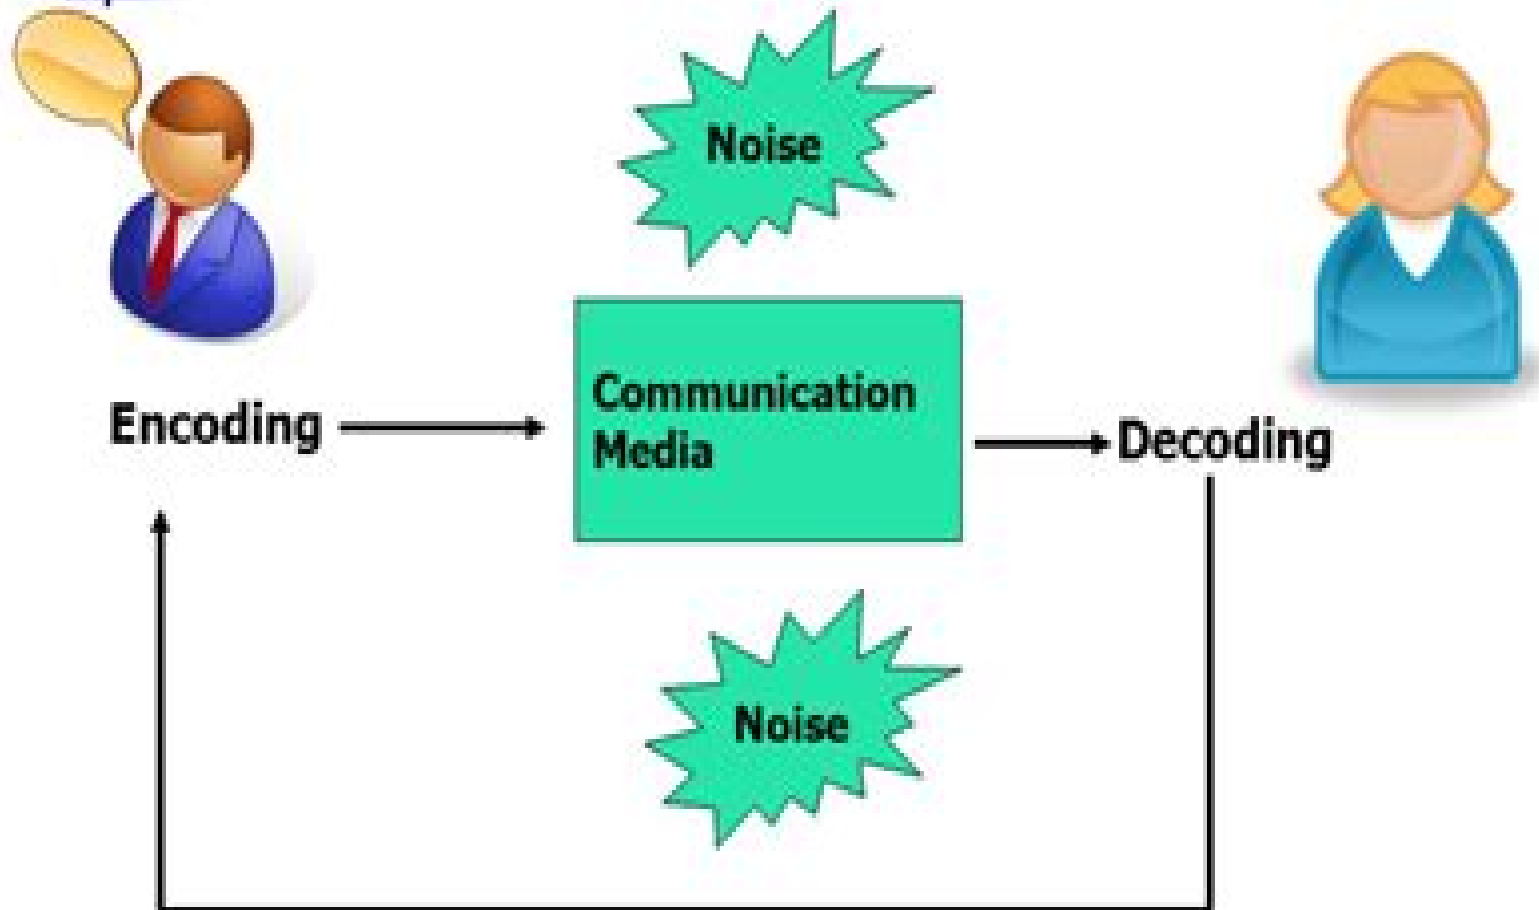 Noise
Encoding
Communication
Media
Decoding
Noise